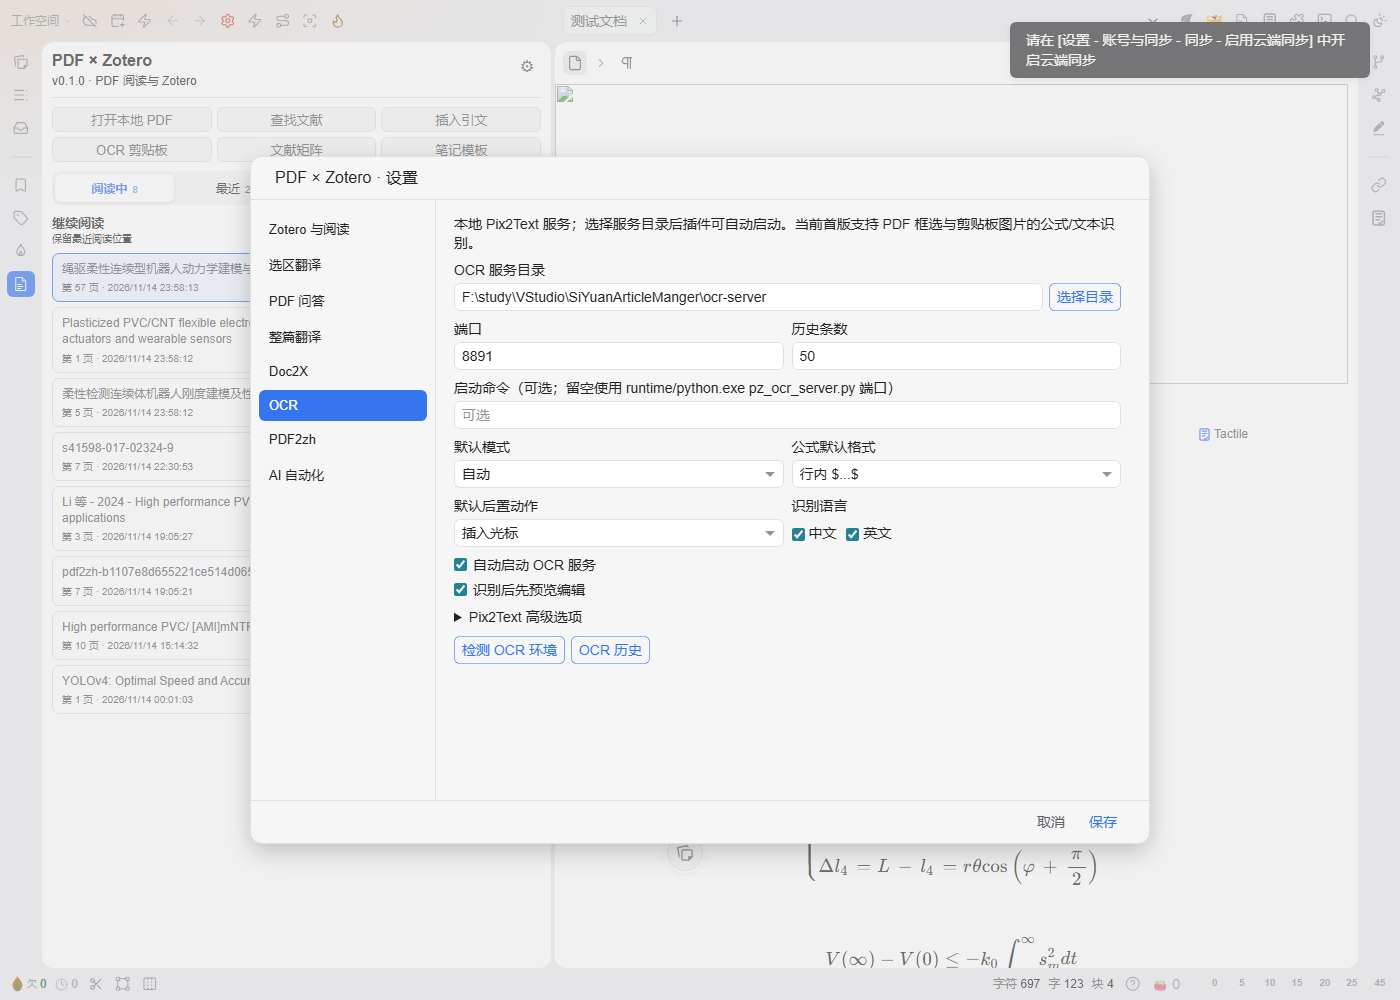 工作空间
测试文档
请在 [设置 - 账号与同步 - 同步 - 启用云端同步] 中开
启云端同步
PDF × Zotero
v0.1.0 · PDF 阅读与 Zotero
打开本地 PDF
查找文献
插入引文
OCR 剪贴板
文献矩阵
笔记模板
阅读中 8
最近 2
继续阅读
保留最近阅读位置
绳驱柔性连续型机器人动力学建模与
第 57 页 · 2026/11/14 23:58:13
Plasticized PVC/CNT flexible electr
actuators and wearable sensors
第 1 页 · 2026/11/14 23:58:12
柔性检测连续体机器人刚度建模及性
第 5 页 · 2026/11/14 23:58:12
s41598-017-02324-9
第 7 页 · 2026/11/14 22:30:53
Li 等 - 2024 - High performance PV
applications
第 3 页 · 2026/11/14 19:05:27
pdf2zh-b1107e8d655221ce514d065
第 7 页 · 2026/11/14 19:05:21
High performance PVC/ [AMI]mNTF
第 10 页 · 2026/11/14 15:14:32
YOLOv4: Optimal Speed and Accur
第 1 页 · 2026/11/14 00:01:03
PDF × Zotero · 设置
Zotero 与阅读
选区翻译
PDF 问答
整篇翻译
Doc2X
OCR
PDF2zh
AI 自动化
本地 Pix2Text 服务；选择服务目录后插件可自动启动。当前首版支持 PDF 框选与剪贴板图片的公式/文本识
别。
OCR 服务目录
F:\study\VStudio\SiYuanArticleManger\ocr-server
选择目录
端口
历史条数
8891
50
启动命令（可选；留空使用 runtime/python.exe pz_ocr_server.py 端口）
可选
默认模式
公式默认格式
自动
行内 $...$
默认后置动作
识别语言
插入光标
中文
英文
自动启动 OCR 服务
识别后先预览编辑
Pix2Text 高级选项
检测 OCR 环境
OCR 历史
取消
保存
Tactile
Δl₄ = L − l₄ = rθcos(φ + π/2)
V(∞) − V(0) ≤ −k₀ ∫^∞ s²ₘdt
欠 0
0
字符 697 字 123 块 4
0
0 5 10 15 20 25 45